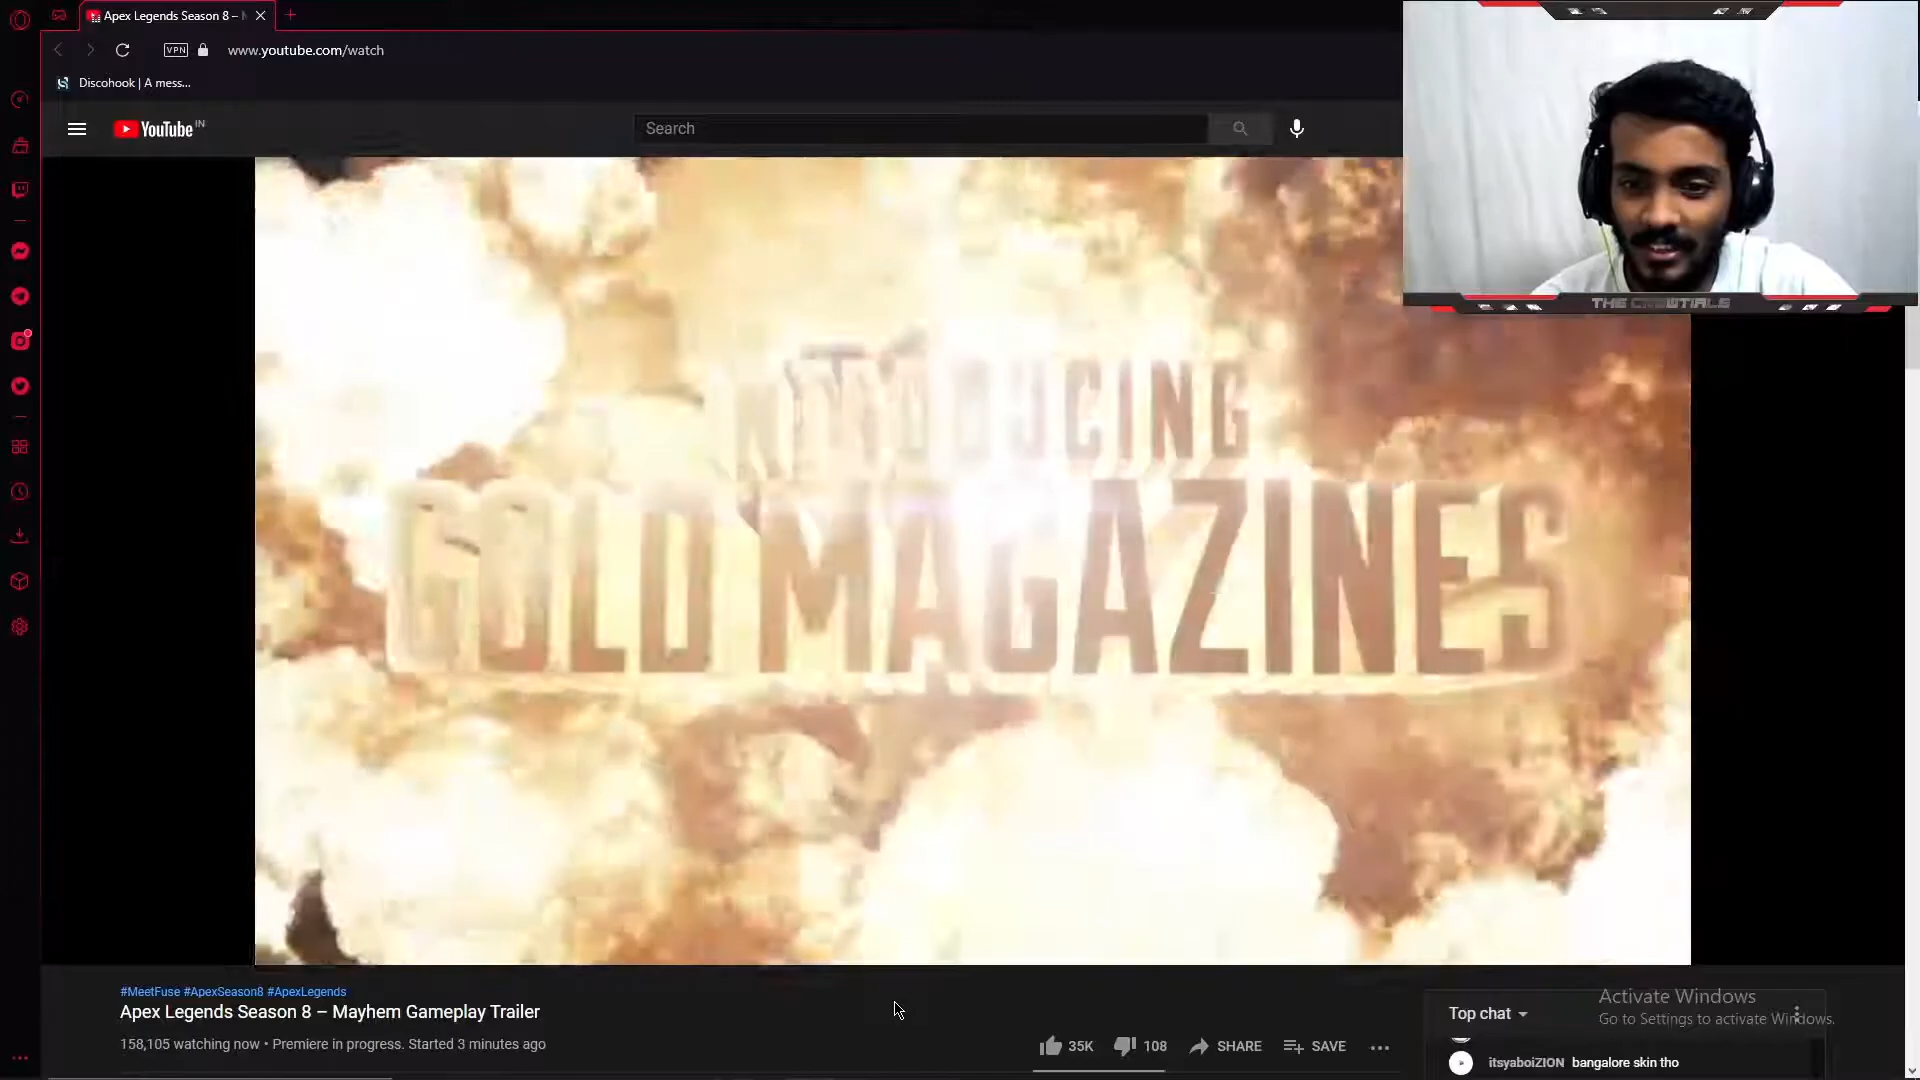 Apex Legends Season 8 –
VPN
www.youtube.com/watch
Discohook | A mess...
YouTube IN
Search
INTRODUCING
GOLD MAGAZINES
#MeetFuse #ApexSeason8 #ApexLegends
Apex Legends Season 8 – Mayhem Gameplay Trailer
158,105 watching now • Premiere in progress. Started 3 minutes ago
35K
108
SHARE
SAVE
Top chat
Activate Windows
Go to Settings to activate Windows.
itsyaboiZION bangalore skin tho